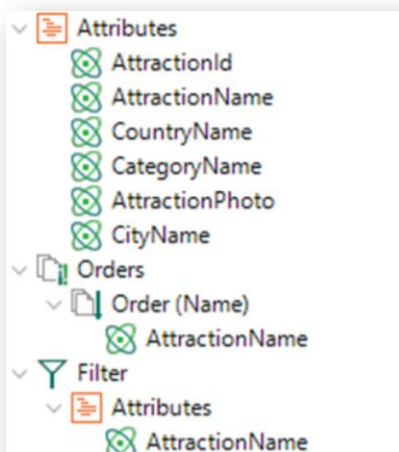 Attributes
AttractionId
AttractionName
CountryName
CategoryName
AttractionPhoto
CityName
Orders
Order (Name)
AttractionName
Filter
Attributes
AttractionName